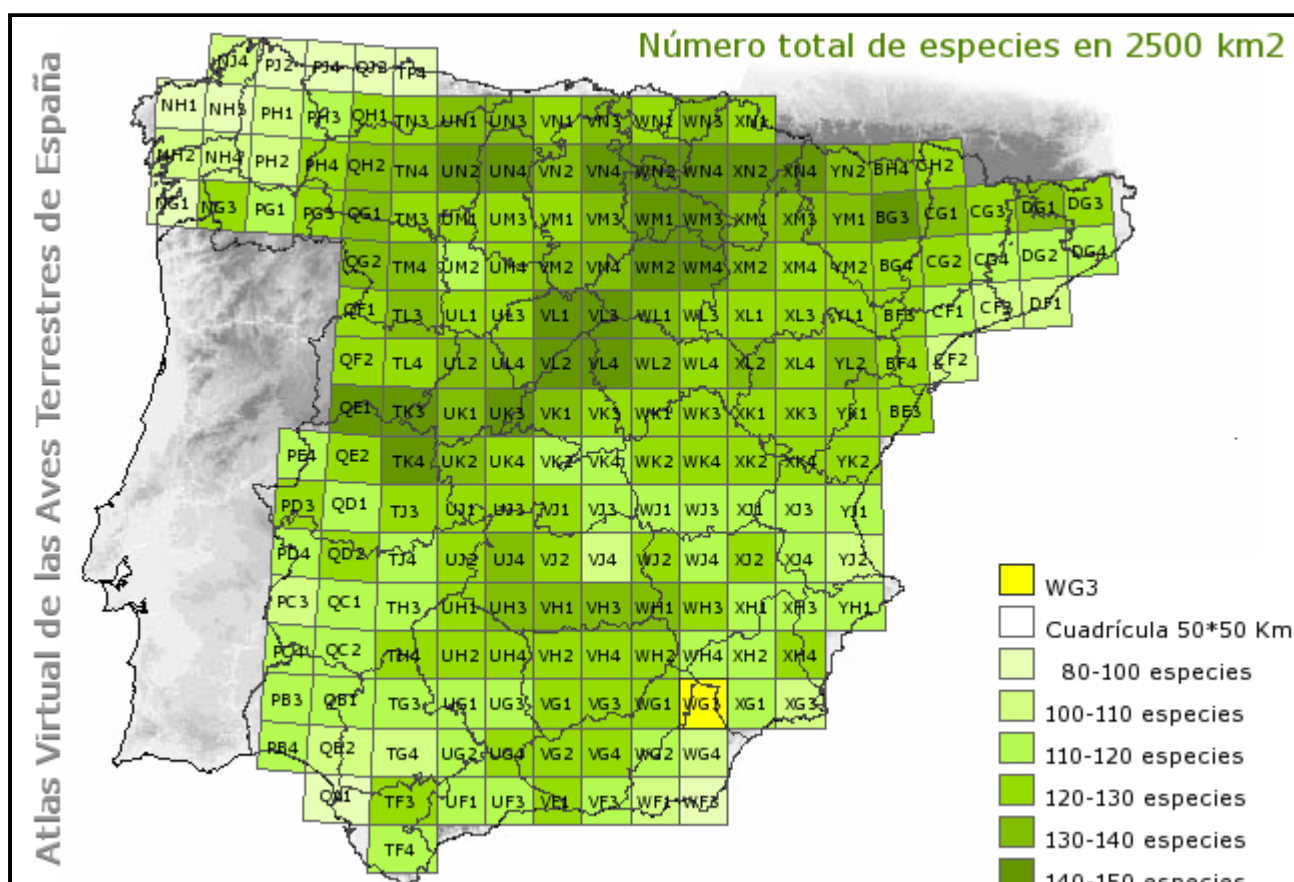 Número total de especies en 2500 km2
Atlas Virtual de las Aves Terrestres de España
NJ4 PJ2 PJ4 QJ2 TP4
NH1 NH3 PH1 PH3 QH1 TN3 UN1 UN3 VN1 VN3 WN1 WN3 XN1
NH2 NH4 PH2 PH4 QH2 TN4 UN2 UN4 VN2 VN4 WN2 WN4 XN2 XN4 YN2 BH4 CH2
NG1 NG3 PG1 PG3 QG1 TM3 UM1 UM3 VM1 VM3 WM1 WM3 XM1 XM3 YM1 BG3 CG1 CG3 DG1 DG3
QG2 TM4 UM2 UM4 VM2 VN4 WM2 WM4 XM2 XM4 YM2 BG4 CG2 CG4 DG2 DG4
QF1 TL3 UL1 UL3 VL1 VL3 WL1 WL3 XL1 XL3 YL1 BF3 CF1 CF3 DF1
QF2 TL4 UL2 UL4 VL2 VL4 WL2 WL4 XL2 XL4 YL2 BF4 CF2
QE1 TK3 UK1 UK3 VK1 VK3 WK1 WK3 XK1 XK3 YK1 BE3
PE4 QE2 TK4 UK2 UK4 VK2 VK4 WK2 WK4 XK2 XK4 YK2
PD3 QD1 TJ3 UJ1 UJ3 VJ1 VJ3 WJ1 WJ3 XJ1 XJ3 YJ1
PD4 QD2 TJ4 UJ2 UJ4 VJ2 VJ4 WJ2 WJ4 XJ2 XJ4 YJ2
PC3 QC1 TH3 UH1 UH3 VH1 VH3 WH1 WH3 XH1 XH3 YH1
PC4 QC2 TH4 UH2 UH4 VH2 VH4 WH2 WH4 XH2 XH4
PB3 QB1 TG3 UG1 UG3 VG1 VG3 WG1 WG3 XG1 XG3
PB4 QB2 TG4 UG2 UG4 VG2 VG4 WG2 WG4
QA1 TF3 UF1 UF3 VF1 VF3 WF1 WF3
TF4
WG3
Cuadrícula 50*50 Km
80-100 especies
100-110 especies
110-120 especies
120-130 especies
130-140 especies
140-150 especies